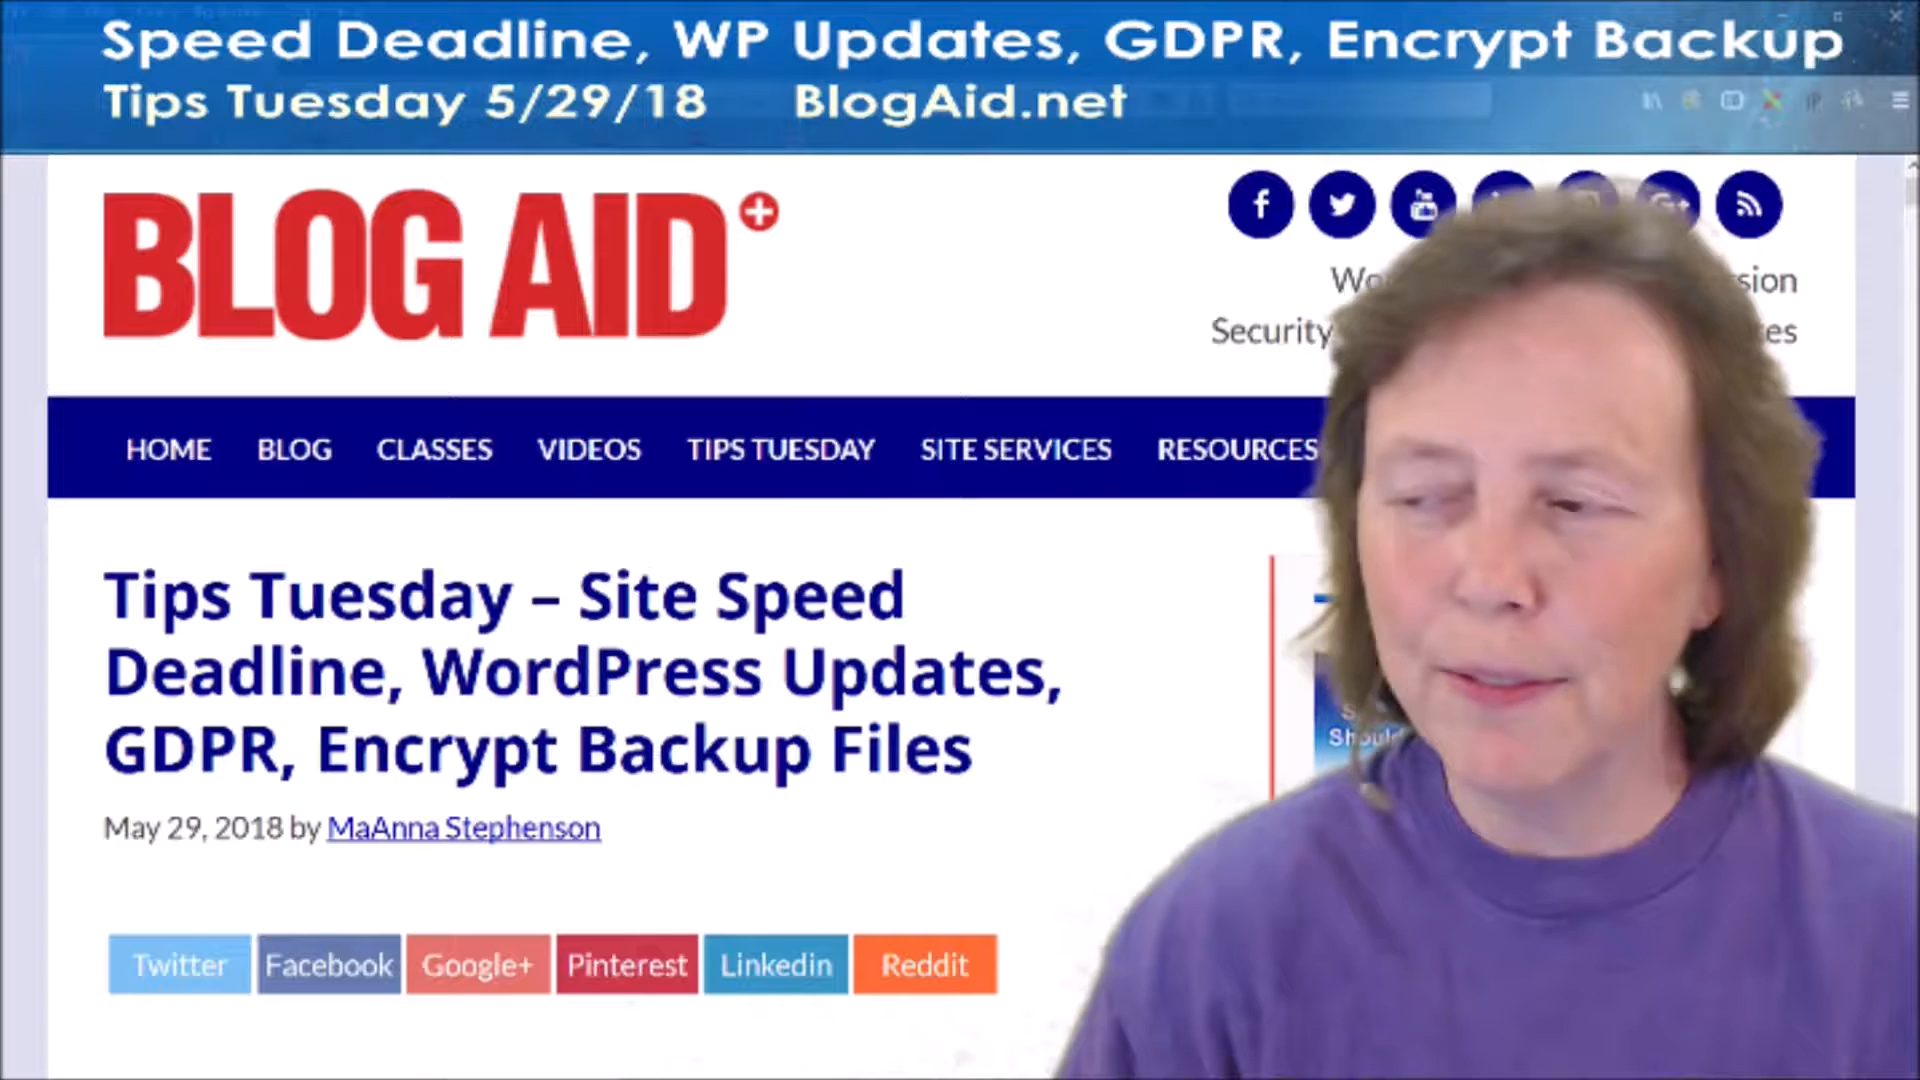 Speed Deadline, WP Updates, GDPR, Encrypt Backup
Tips Tuesday 5/29/18 BlogAid.net
BLOG AID
sion
Security
HOME BLOG CLASSES VIDEOS TIPS TUESDAY SITE SERVICES RESOURCES
Tips Tuesday – Site Speed
Deadline, WordPress Updates,
GDPR, Encrypt Backup Files
May 29, 2018 by MaAnna Stephenson
Twitter Facebook Google+ Pinterest Linkedin Reddit